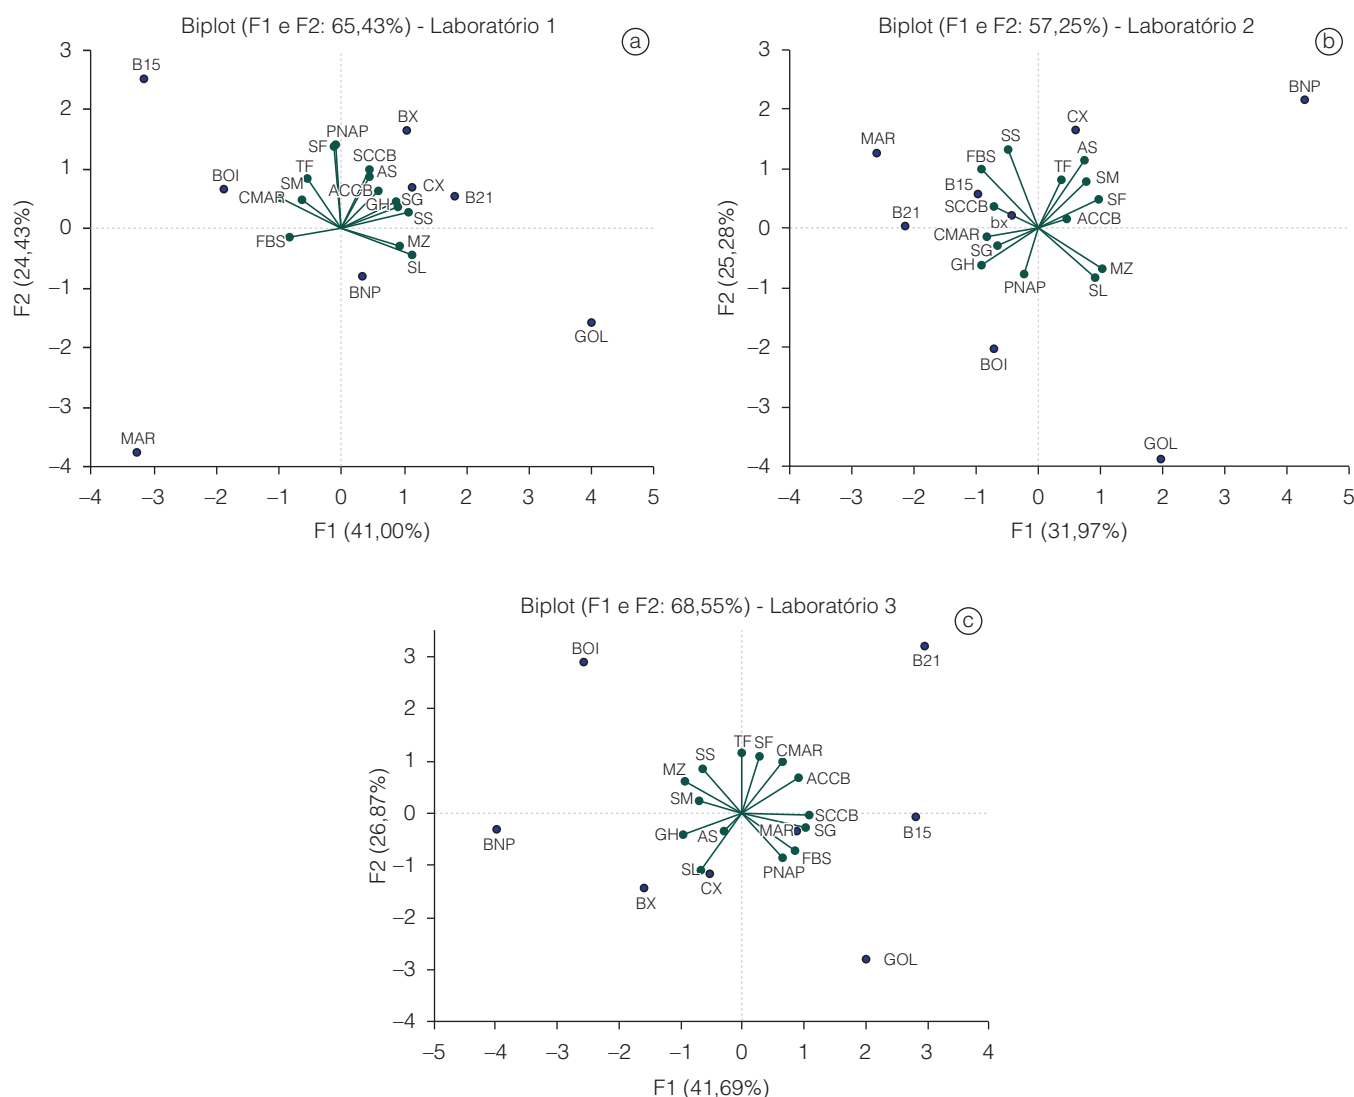 Biplot (F1 e F2: 65,43%) - Laboratório 1
a
3
2
1
0
−1
−2
−3
−4
F2 (24,43%)
B15
BX
PNAP
SF
SCCB
AS
TF
BOI
SM
ACCB
CX
B21
CMAR
GH
SG
SS
FBS
MZ
SL
BNP
GOL
MAR
−4 −3 −2 −1 0 1 2 3 4 5
F1 (41,00%)
Biplot (F1 e F2: 57,25%) - Laboratório 2
b
3
2
1
0
−1
−2
−3
−4
F2 (25,28%)
BNP
CX
MAR
SS
AS
FBS
TF
SM
B15
SF
SCCB
B21
bx
ACCB
CMAR
SG
GH
MZ
PNAP
SL
BOI
GOL
−4 −3 −2 −1 0 1 2 3 4 5
F1 (31,97%)
Biplot (F1 e F2: 68,55%) - Laboratório 3
c
3
2
1
0
−1
−2
−3
−4
F2 (26,87%)
BOI
B21
TF
SF
CMAR
SS
MZ
ACCB
SM
SCCB
GH
AS
MAR
SG
B15
BNP
FBS
SL
PNAP
CX
BX
GOL
−5 −4 −3 −2 −1 0 1 2 3 4
F1 (41,69%)